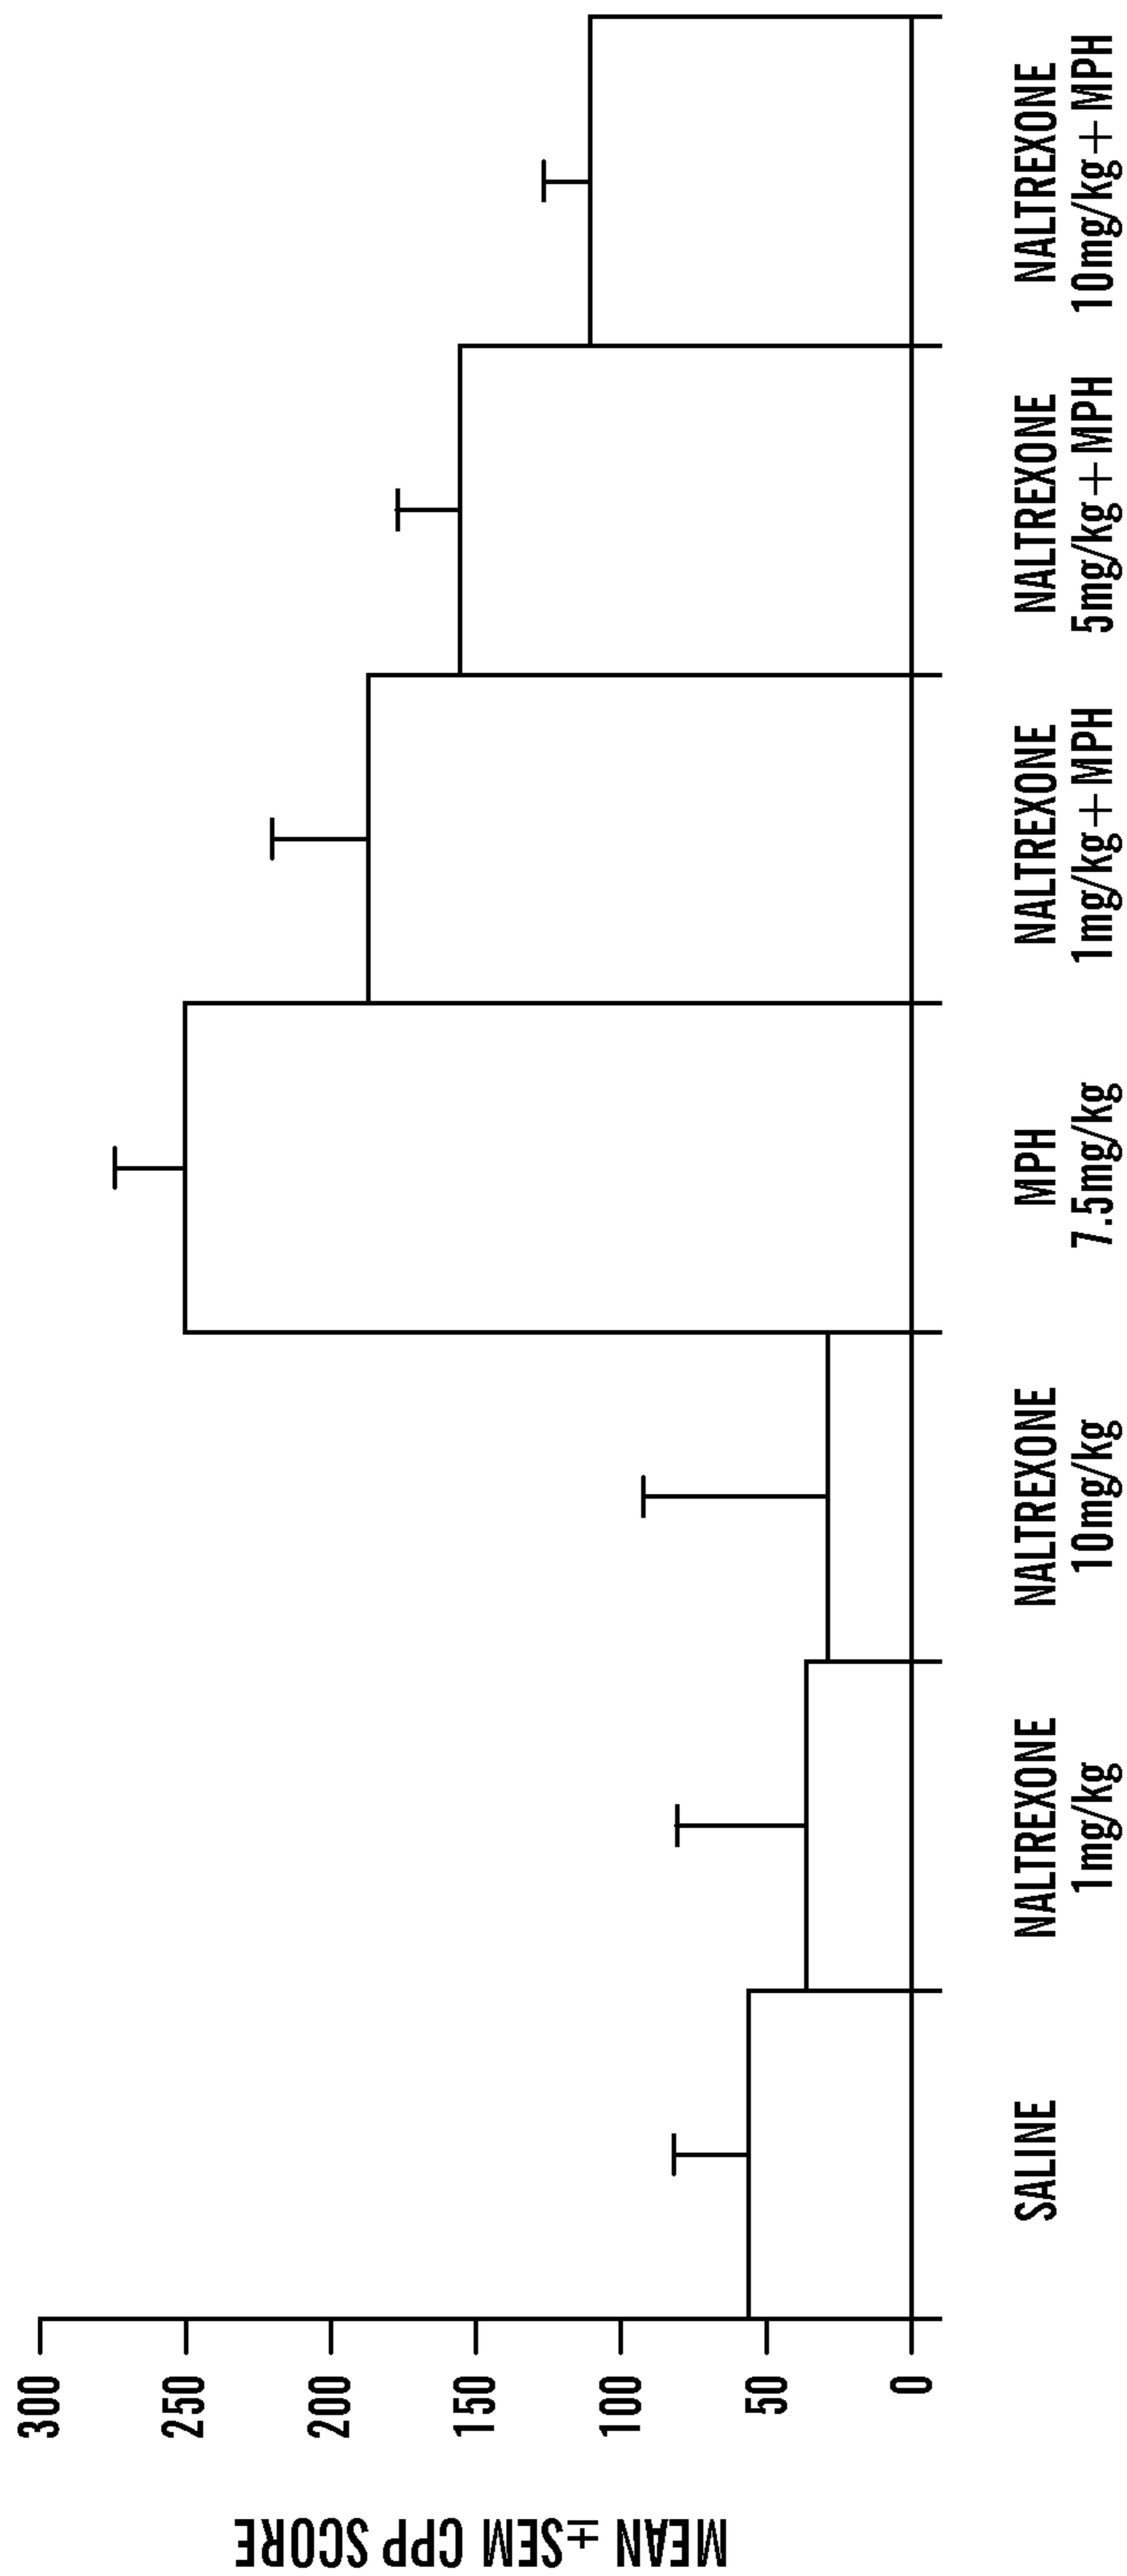 MEAN ±SEM CPP SCORE
300
250
200
150
100
50
0
SALINE
NALTREXONE
1mg/kg
NALTREXONE
10mg/kg
MPH
7.5mg/kg
NALTREXONE
1mg/kg+MPH
NALTREXONE
5mg/kg+MPH
NALTREXONE
10mg/kg+MPH